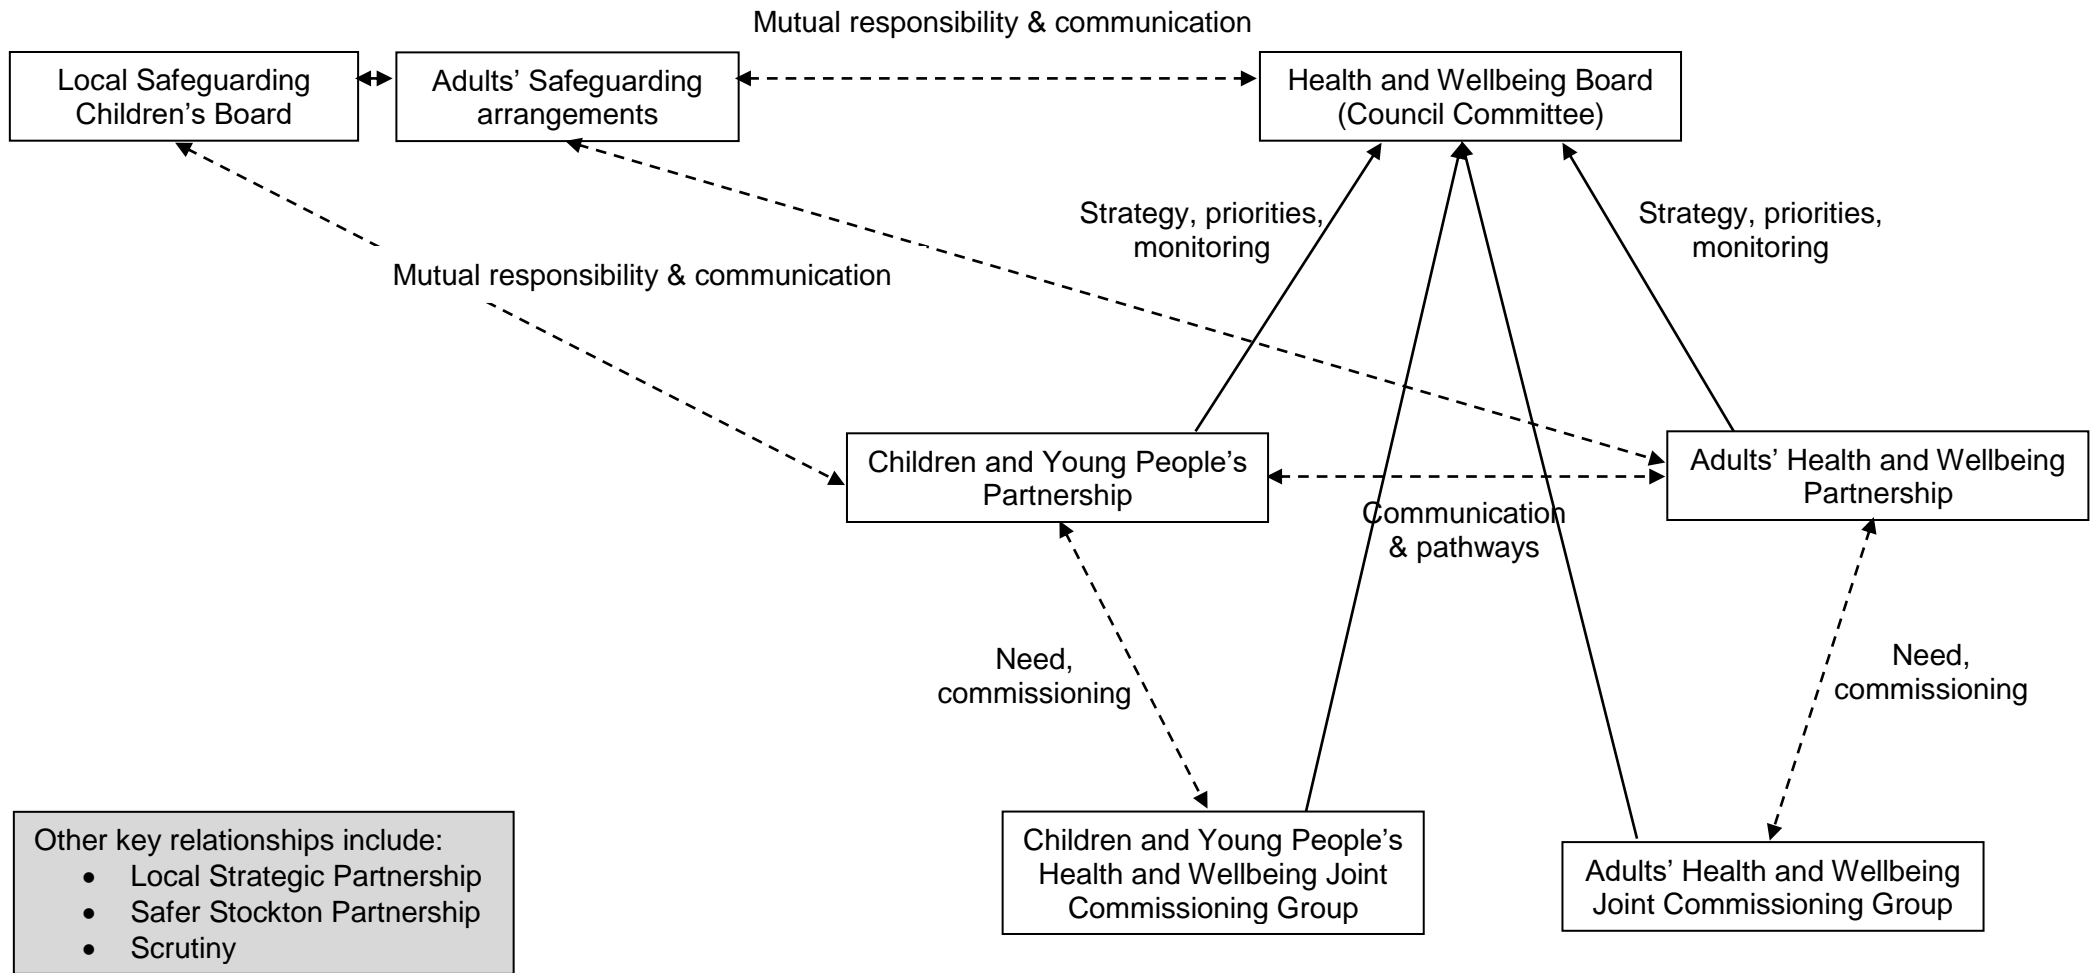 Mutual responsibility & communication
Local Safeguarding
Children’s Board
Adults’ Safeguarding
arrangements
Health and Wellbeing Board
(Council Committee)
Strategy, priorities,
monitoring
Strategy, priorities,
monitoring
Mutual responsibility & communication
Children and Young People’s
Partnership
Adults’ Health and Wellbeing
Partnership
Communication
& pathways
Need,
commissioning
Need,
commissioning
Children and Young People’s
Health and Wellbeing Joint
Commissioning Group
Adults’ Health and Wellbeing
Joint Commissioning Group
Other key relationships include:
• Local Strategic Partnership
• Safer Stockton Partnership
• Scrutiny